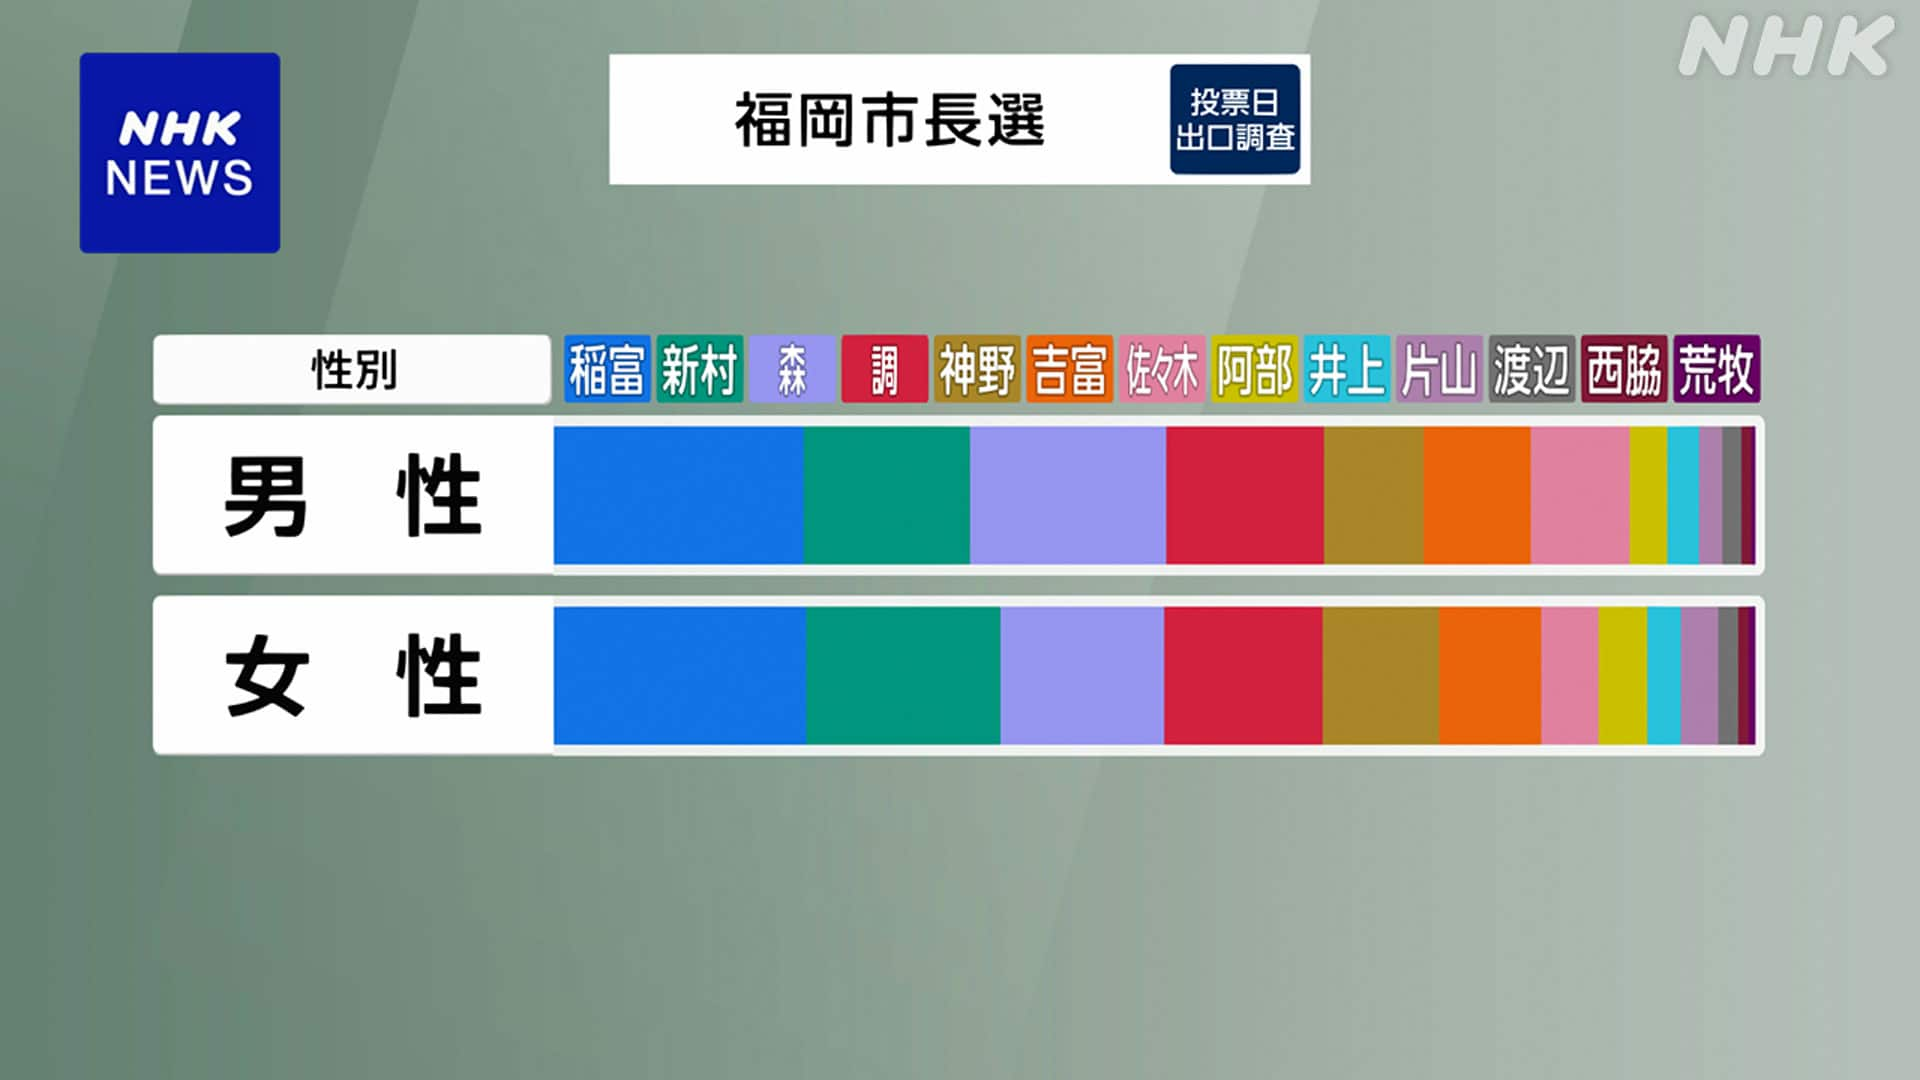 NHK
NHK
NEWS
福岡市長選
投票日
出口調査
性別 稲富 新村 森 調 神野 吉富 佐々木 阿部 井上 片山 渡辺 西脇 荒牧
男 性
女 性